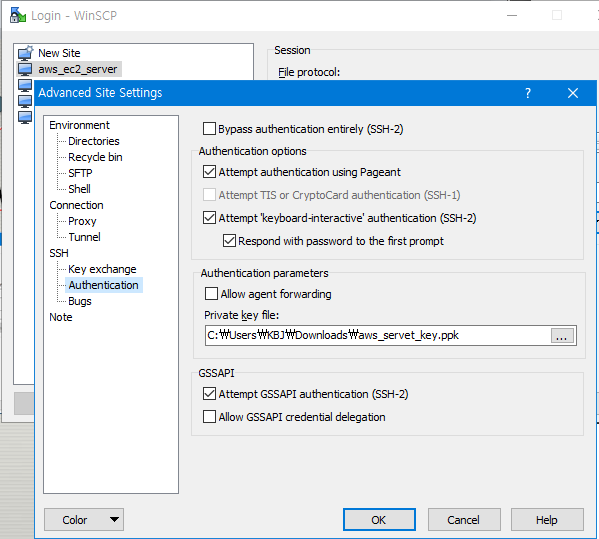 Login - WinSCP
New Site
aws_ec2_server
Session
File protocol:
Advanced Site Settings
Environment
Directories
Recycle bin
SFTP
Shell
Connection
Proxy
Tunnel
SSH
Key exchange
Authentication
Bugs
Note
Bypass authentication entirely (SSH-2)
Authentication options
Attempt authentication using Pageant
Attempt TIS or CryptoCard authentication (SSH-1)
Attempt 'keyboard-interactive' authentication (SSH-2)
Respond with password to the first prompt
Authentication parameters
Allow agent forwarding
Private key file:
C:₩Users₩KBJ₩Downloads₩aws_servet_key.ppk
...
GSSAPI
Attempt GSSAPI authentication (SSH-2)
Allow GSSAPI credential delegation
Color
OK
Cancel
Help